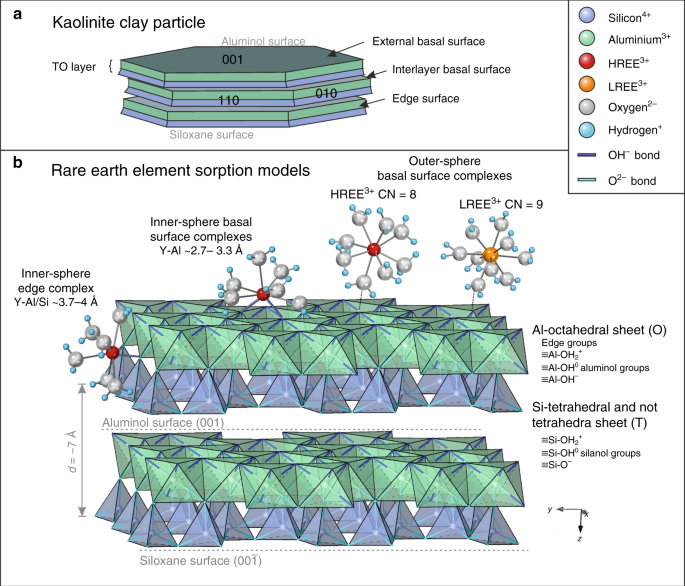 a Kaolinite clay particle
Aluminol surface
External basal surface
TO layer
001
Interlayer basal surface
110
010
Edge surface
Siloxane surface
Silicon⁴⁺
Aluminium³⁺
HREE³⁺
LREE³⁺
Oxygen²⁻
Hydrogen⁺
OH⁻ bond
O²⁻ bond
b Rare earth element sorption models
Outer-sphere
basal surface complexes
HREE³⁺ CN = 8
LREE³⁺ CN = 9
Inner-sphere basal
surface complexes
Y-Al ~2.7– 3.3 Å
Inner-sphere
edge complex
Y-Al/Si ~3.7–4 Å
Al-octahedral sheet (O)
Edge groups
≡Al-OH₂⁺
≡Al-OH⁰ aluminol groups
≡Al-OH⁻
Si-tetrahedral and not
tetrahedra sheet (T)
≡Si-OH₂⁺
≡Si-OH⁰ silanol groups
≡Si-O⁻
Aluminol surface (001)
d = ~7 Å
Siloxane surface (001̄)
y
x
z